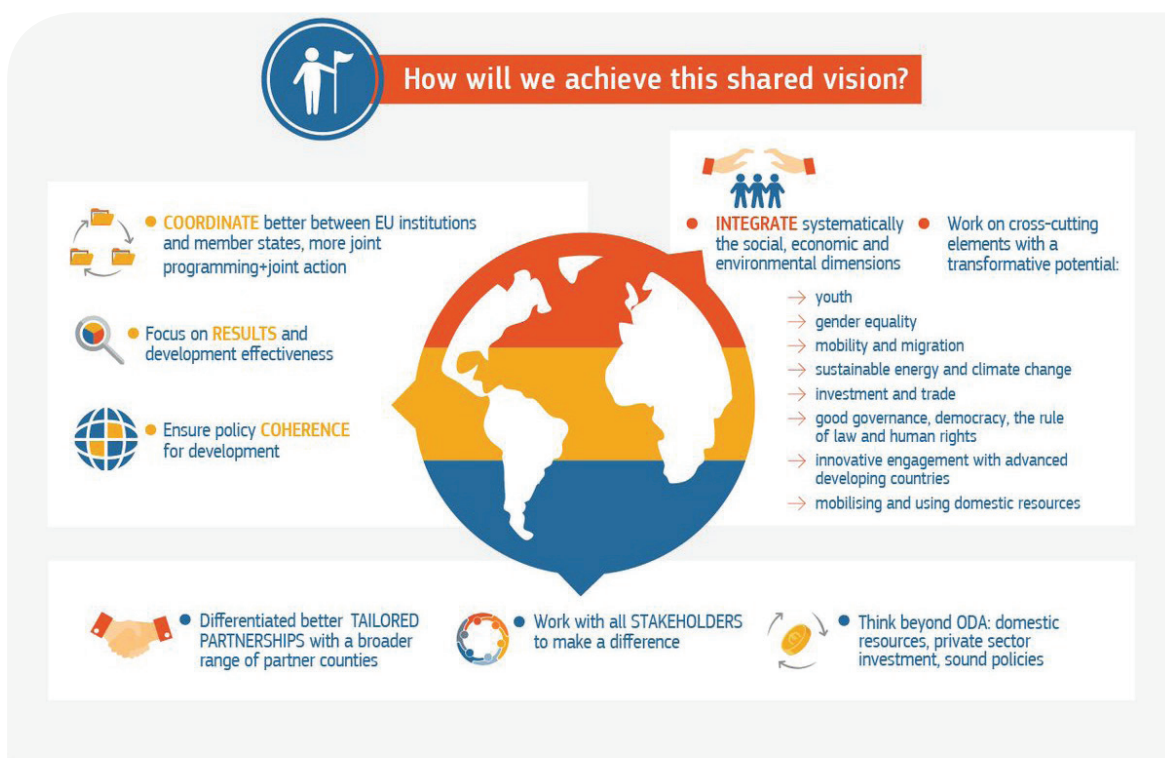 How will we achieve this shared vision?
COORDINATE better between EU institutions
and member states, more joint
programming+joint action
Focus on RESULTS and
development effectiveness
Ensure policy COHERENCE
for development
INTEGRATE systematically
the social, economic and
environmental dimensions
Work on cross-cutting
elements with a
transformative potential:
→ youth
→ gender equality
→ mobility and migration
→ sustainable energy and climate change
→ investment and trade
→ good governance, democracy, the rule
of law and human rights
→ innovative engagement with advanced
developing countries
→ mobilising and using domestic resources
Differentiated better TAILORED
PARTNERSHIPS with a broader
range of partner counties
Work with all STAKEHOLDERS
to make a difference
Think beyond ODA: domestic
resources, private sector
investment, sound policies